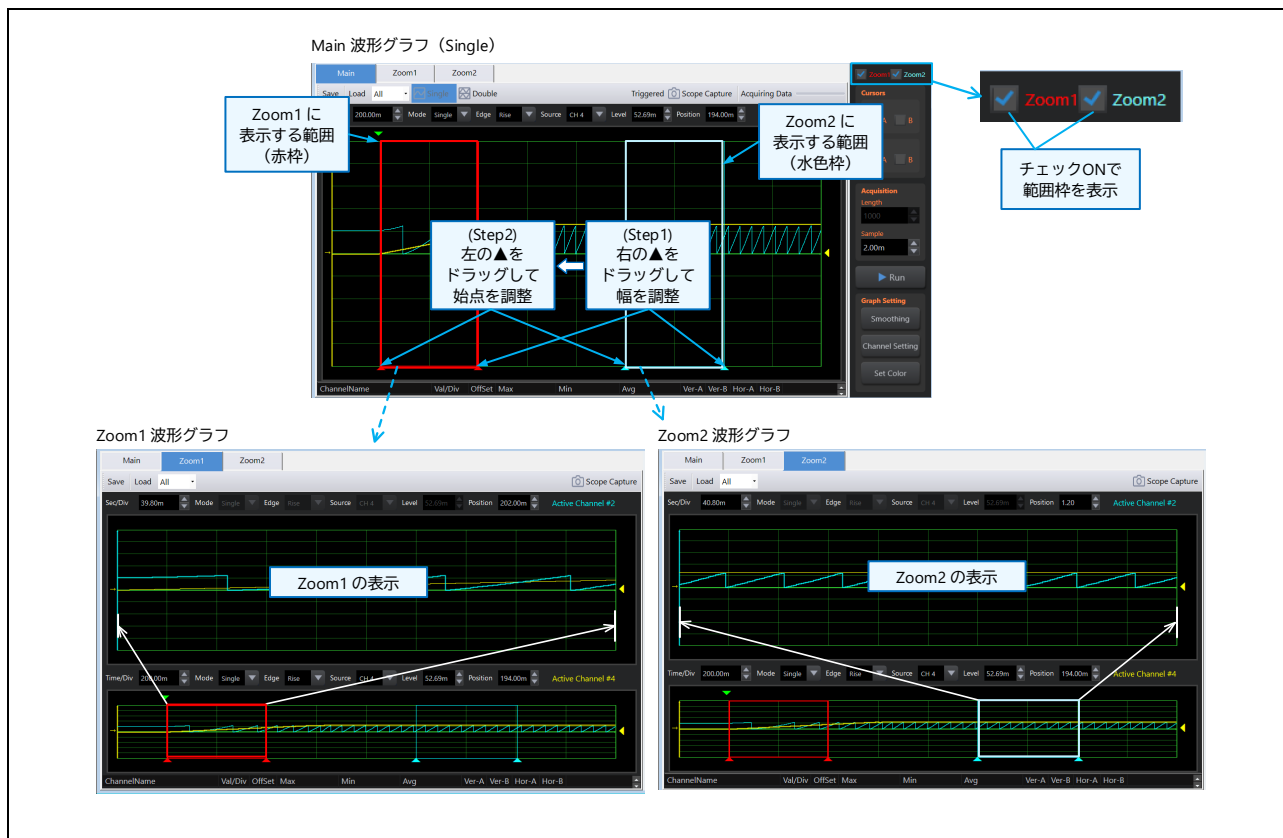 Main 波形グラフ（Single）
Main Zoom1 Zoom2
Save Load All Single Double Triggered Scope Capture Acquiring Data
200.00m Mode Single Edge Rise Source CH 4 Level 52.69m Position 194.00m
Zoom1 Zoom2
Cursors
A B
A B
Acquisition
Length
1000
Sample
2.00m
Run
Graph Setting
Smoothing
Channel Setting
Set Color
ChannelName Val/Div OffSet Max Min Avg Ver-A Ver-B Hor-A Hor-B
Zoom1 に
表示する範囲
（赤枠）
Zoom2 に
表示する範囲
（水色枠）
(Step2)
左の▲を
ドラッグして
始点を調整
(Step1)
右の▲を
ドラッグして
幅を調整
Zoom1 Zoom2
チェックONで
範囲枠を表示
Zoom1 波形グラフ
Main Zoom1 Zoom2
Save Load All Scope Capture
Sec/Div 39.80m Mode Single Edge Rise Source CH 4 Level 52.69m Position 202.00m Active Channel #2
Zoom1 の表示
Time/Div 200.00m Mode Single Edge Rise Source CH 4 Level 52.69m Position 194.00m Active Channel #4
ChannelName Val/Div OffSet Max Min Avg Ver-A Ver-B Hor-A Hor-B
Zoom2 波形グラフ
Main Zoom1 Zoom2
Save Load All Scope Capture
Sec/Div 40.80m Mode Single Edge Rise Source CH 4 Level 52.69m Position 1.20 Active Channel #2
Zoom2 の表示
Time/Div 200.00m Mode Single Edge Rise Source CH 4 Level 52.69m Position 194.00m Active Channel #4
ChannelName Val/Div OffSet Max Min Avg Ver-A Ver-B Hor-A Hor-B